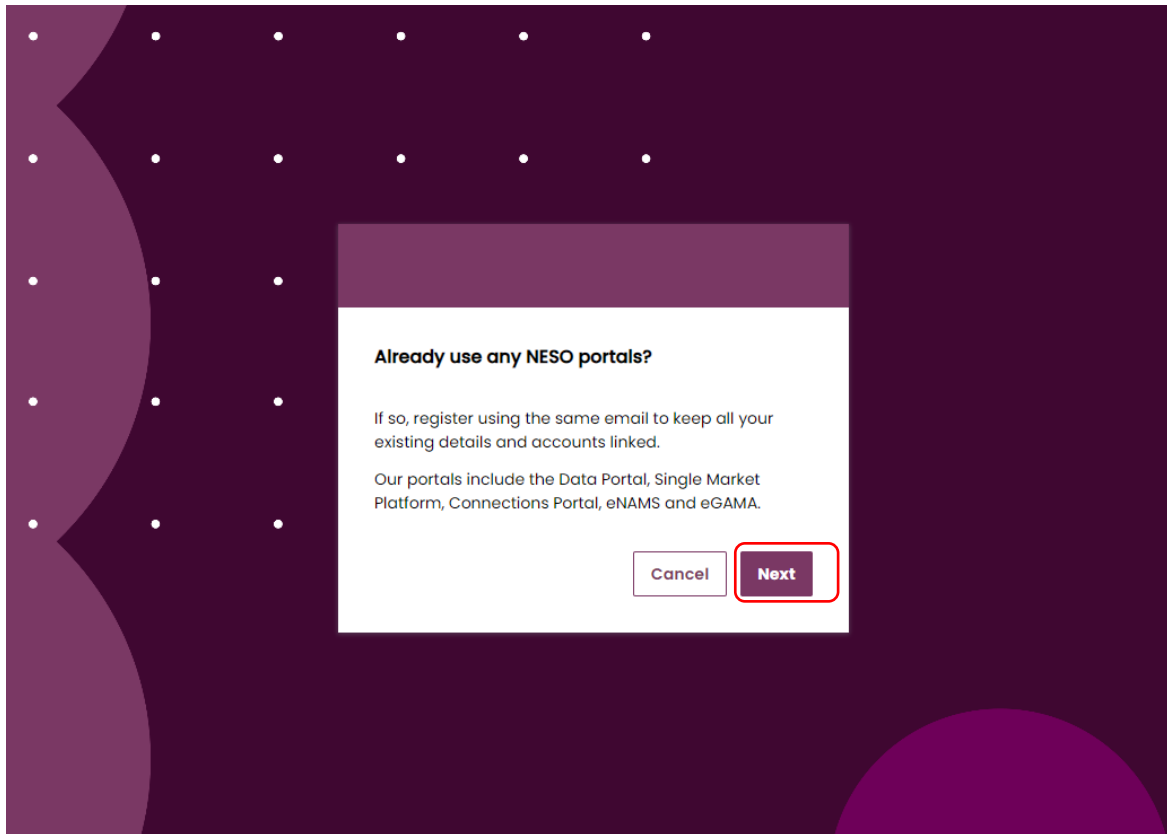 Already use any NESO portals?
If so, register using the same email to keep all your
existing details and accounts linked.
Our portals include the Data Portal, Single Market
Platform, Connections Portal, eNAMS and eGAMA.
Cancel
Next